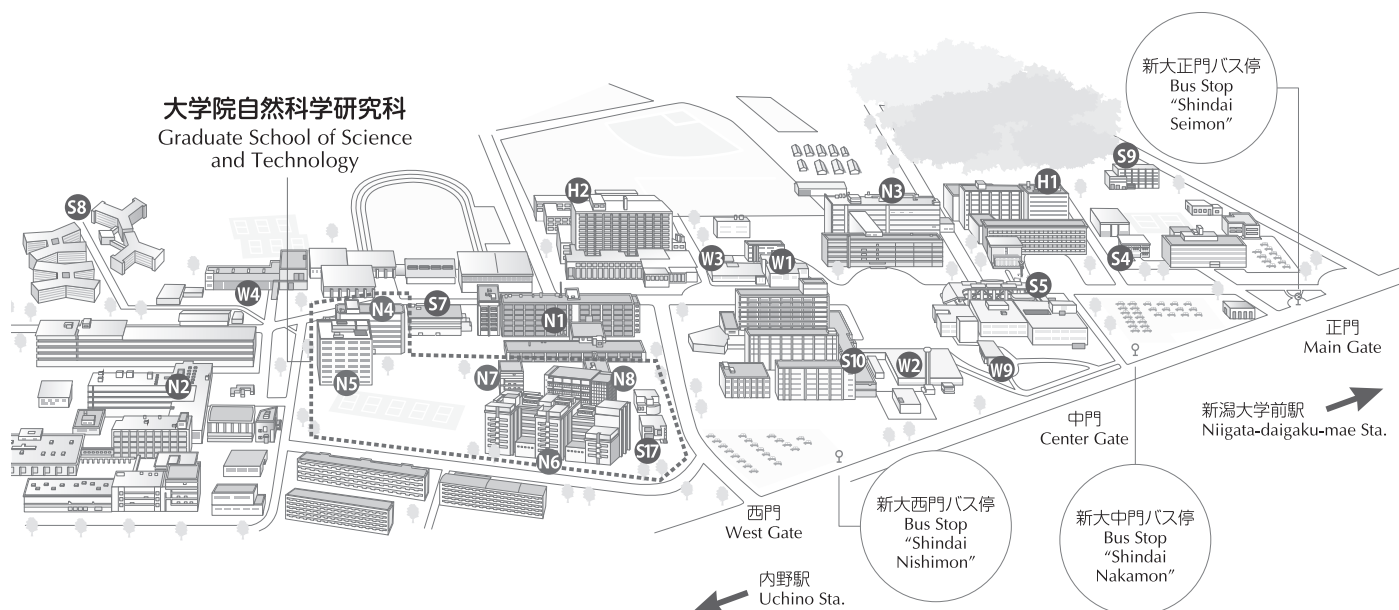 新大正門バス停
Bus Stop
“Shindai
Seimon”
大学院自然科学研究科
Graduate School of Science
and Technology
S9
H1
N3
H2
S8
W3
W1
S4
W4
S5
N4
S7
N1
正門
Main Gate
S10
W2
W9
N5
N7
N8
N2
新潟大学前駅
Niigata-daigaku-mae Sta.
中門
Center Gate
S17
N6
西門
West Gate
新大西門バス停
Bus Stop
“Shindai
Nishimon”
新大中門バス停
Bus Stop
“Shindai
Nakamon”
内野駅
Uchino Sta.